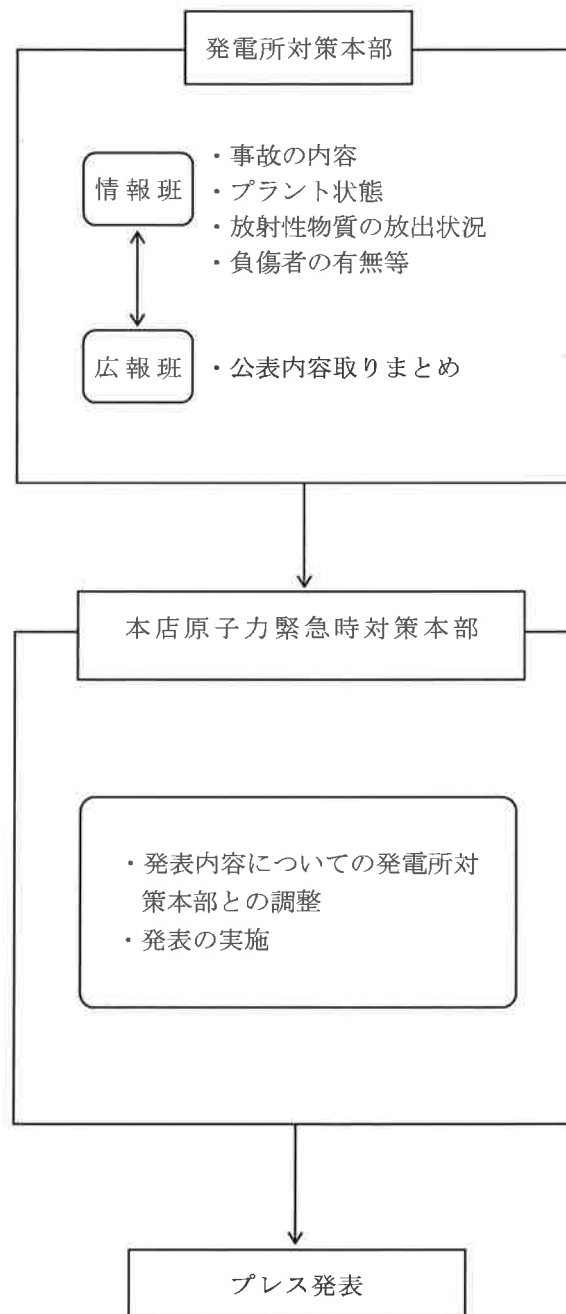 発電所対策本部
情報班
・事故の内容
・プラント状態
・放射性物質の放出状況
・負傷者の有無等
広報班
・公表内容取りまとめ
本店原子力緊急時対策本部
・発表内容についての発電所対
策本部との調整
・発表の実施
プレス発表